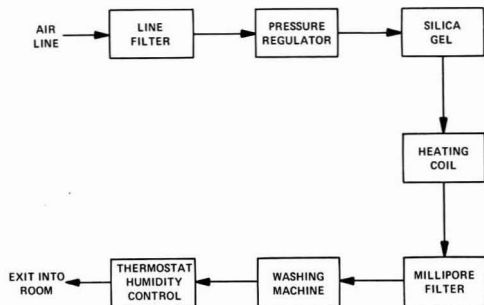 AIR
LINE
LINE
FILTER
PRESSURE
REGULATOR
SILICA
GEL
HEATING
COIL
MILLIPORE
FILTER
WASHING
MACHINE
THERMOSTAT
HUMIDITY
CONTROL
EXIT INTO
ROOM